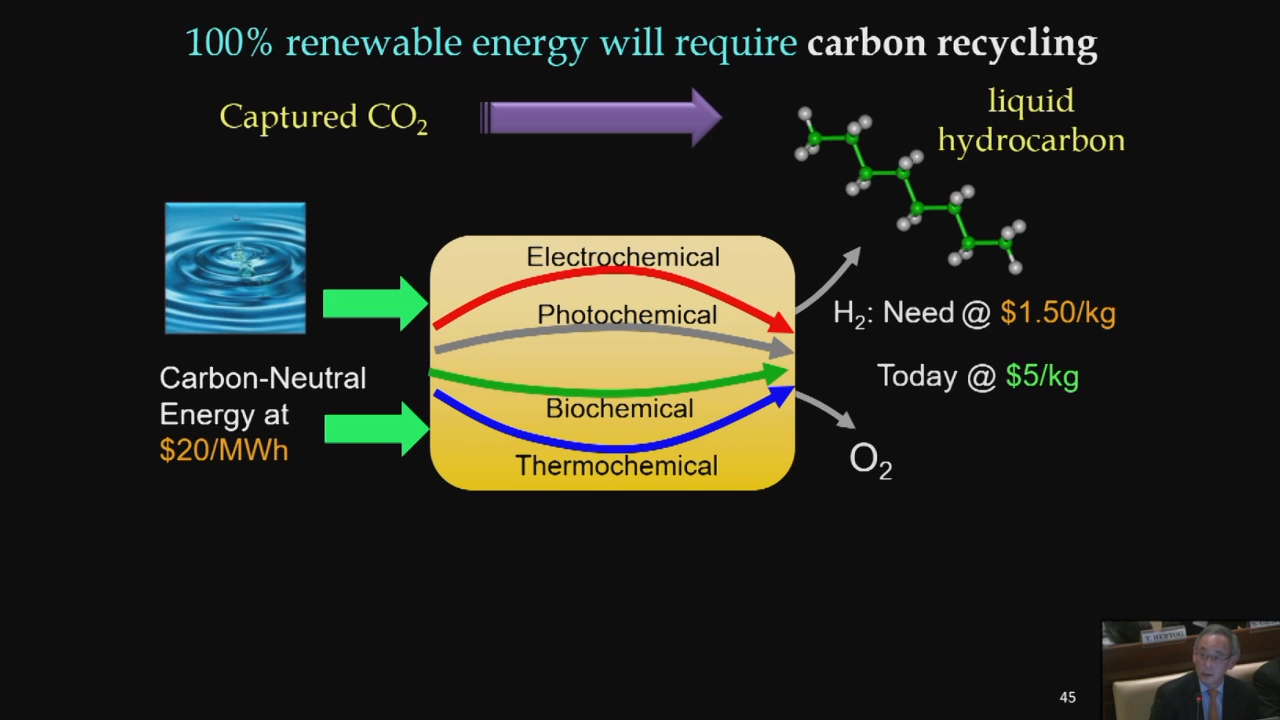 100% renewable energy will require carbon recycling
Captured CO₂
liquid
hydrocarbon
Electrochemical
Photochemical
Biochemical
Thermochemical
Carbon-Neutral
Energy at
$20/MWh
H₂: Need @ $1.50/kg
Today @ $5/kg
O₂
T. HERTOG
45